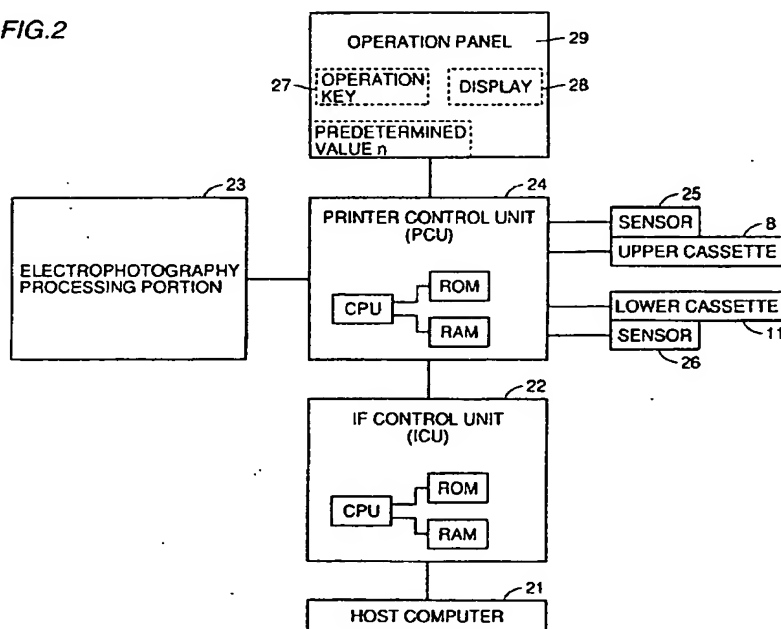 FIG.2
OPERATION PANEL
29
27
OPERATION
KEY
DISPLAY
28
PREDETERMINED
VALUE n
23
ELECTROPHOTOGRAPHY
PROCESSING PORTION
24
PRINTER CONTROL UNIT
(PCU)
CPU
ROM
RAM
25
SENSOR
8
UPPER CASSETTE
LOWER CASSETTE
11
SENSOR
26
22
IF CONTROL UNIT
(ICU)
CPU
ROM
RAM
21
HOST COMPUTER